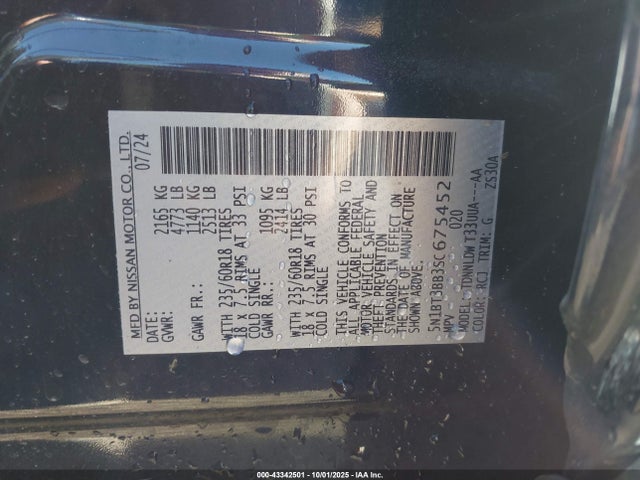 MFD BY NISSAN MOTOR CO., LTD.
DATE: 07/24
GVWR: 2165 KG
4773 LB
GAWR FR.: 1140 KG
2513 LB
WITH 235/60R18 TIRES
18 X 7.5 RIMS AT 33 PSI
COLD SINGLE
GAWR RR.: 1095 KG
2414 LB
WITH 235/60R18 TIRES
18 X 7.5 RIMS AT 30 PSI
COLD SINGLE
THIS VEHICLE CONFORMS TO
ALL APPLICABLE FEDERAL
MOTOR VEHICLE SAFETY AND
THEFT PREVENTION
STANDARDS IN EFFECT ON
THE DATE OF MANUFACTURE
SHOWN ABOVE.
5N1BT3BB3SC675452
MPV 020
MODEL: TDNNLDW T33UUA---AA
COLOR: RCJ TRIM: G ZS30A
000-43342501 - 10/01/2025 - IAA Inc.